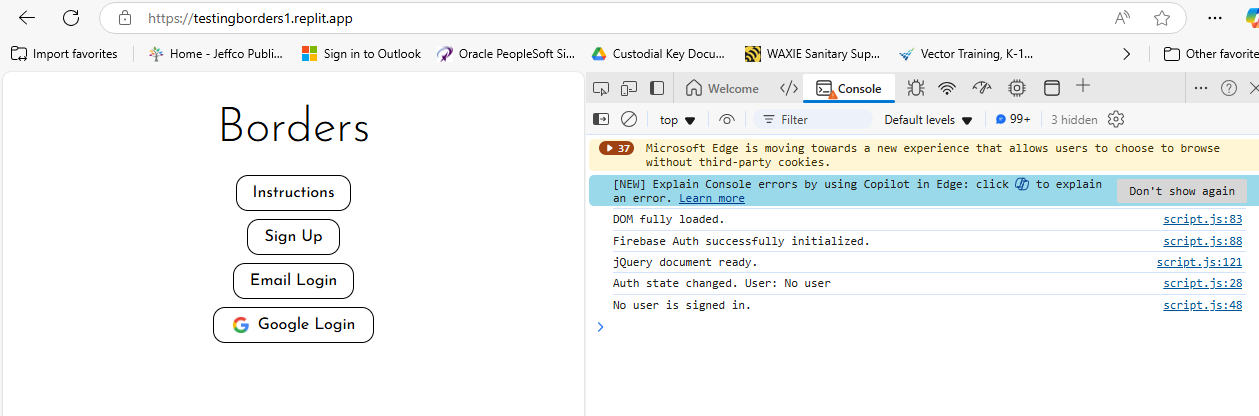 https://testingborders1.replit.app
Import favorites
Home - Jeffco Publi...
Sign in to Outlook
Oracle PeopleSoft Si...
Custodial Key Docu...
WAXIE Sanitary Sup...
Vector Training, K-1...
Other favorite
Borders
Instructions
Sign Up
Email Login
Google Login
Welcome
Console
top
Filter
Default levels
99+
3 hidden
37
Microsoft Edge is moving towards a new experience that allows users to choose to browse
without third-party cookies.
[NEW] Explain Console errors by using Copilot in Edge: click to explain
an error. Learn more
Don't show again
DOM fully loaded. script.js:83
Firebase Auth successfully initialized. script.js:88
jQuery document ready. script.js:121
Auth state changed. User: No user script.js:28
No user is signed in. script.js:48